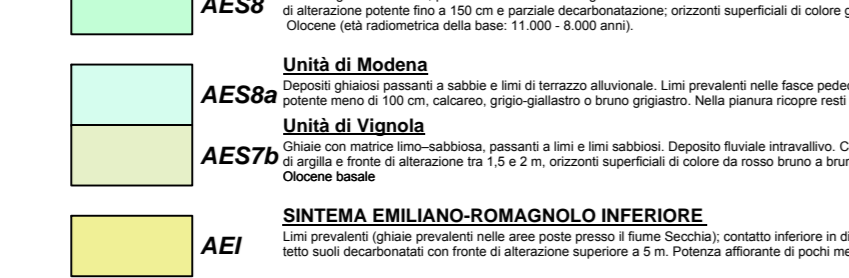 AES8
di alterazione potente fino a 150 cm e parziale decarbonatazione; orizzonti superficiali di colore
Olocene (età radiometrica della base: 11.000 - 8.000 anni).
Unità di Modena
AES8a
Depositi ghiaiosi passanti a sabbie e limi di terrazzo alluvionale. Limi prevalenti nelle fasce
potente meno di 100 cm, calcareo, grigio-giallastro o bruno grigiastro. Nella pianura ricopre resti
Unità di Vignola
AES7b
Ghiaie con matrice limo–sabbiosa, passanti a limi e limi sabbiosi. Deposito fluviale intravallivo.
di argilla e fronte di alterazione tra 1,5 e 2 m, orizzonti superficiali di colore da rosso bruno a
Olocene basale
SINTEMA EMILIANO-ROMAGNOLO INFERIORE
AEI
Limi prevalenti (ghiaie prevalenti nelle aree poste presso il fiume Secchia); contatto inferiore in
tetto suoli decarbonatati con fronte di alterazione superiore a 5 m. Potenza affiorante di pochi